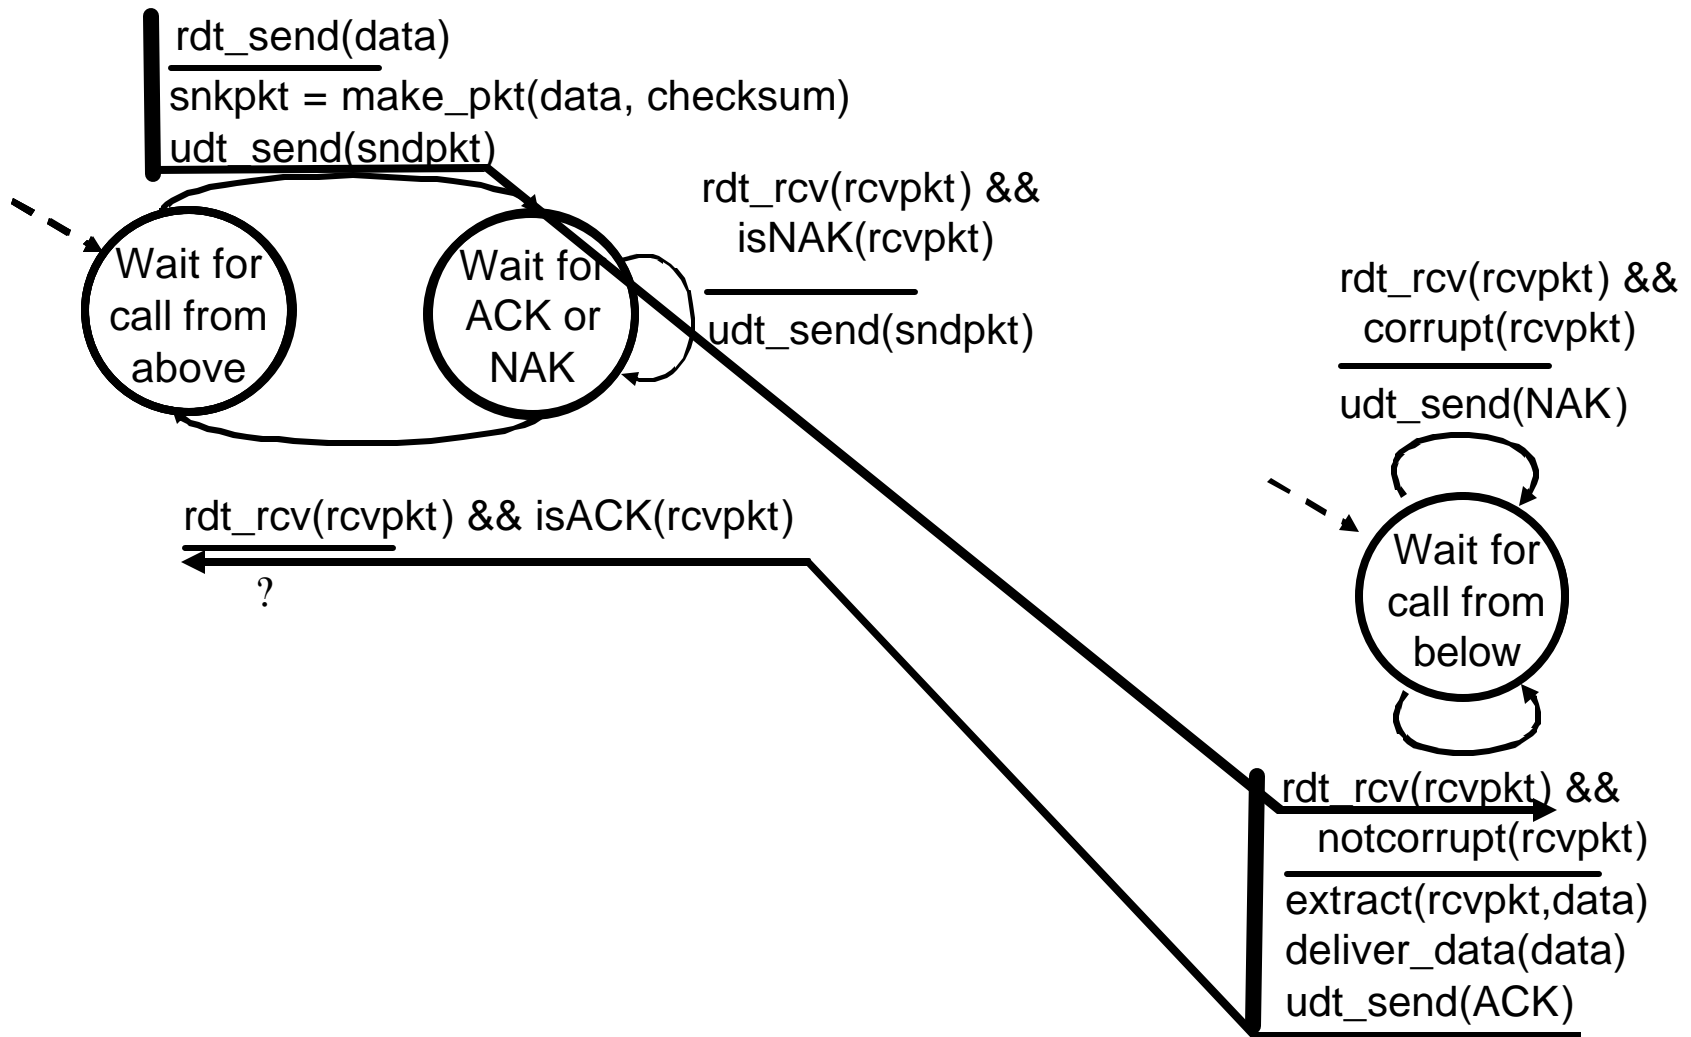 rdt_send(data)
snkpkt = make_pkt(data, checksum)
udt_send(sndpkt)
Wait for
call from
above
Wait for
ACK or
NAK
rdt_rcv(rcvpkt) &&
isNAK(rcvpkt)
udt_send(sndpkt)
rdt_rcv(rcvpkt) && isACK(rcvpkt)
?
rdt_rcv(rcvpkt) &&
corrupt(rcvpkt)
udt_send(NAK)
Wait for
call from
below
rdt_rcv(rcvpkt) &&
notcorrupt(rcvpkt)
extract(rcvpkt,data)
deliver_data(data)
udt_send(ACK)